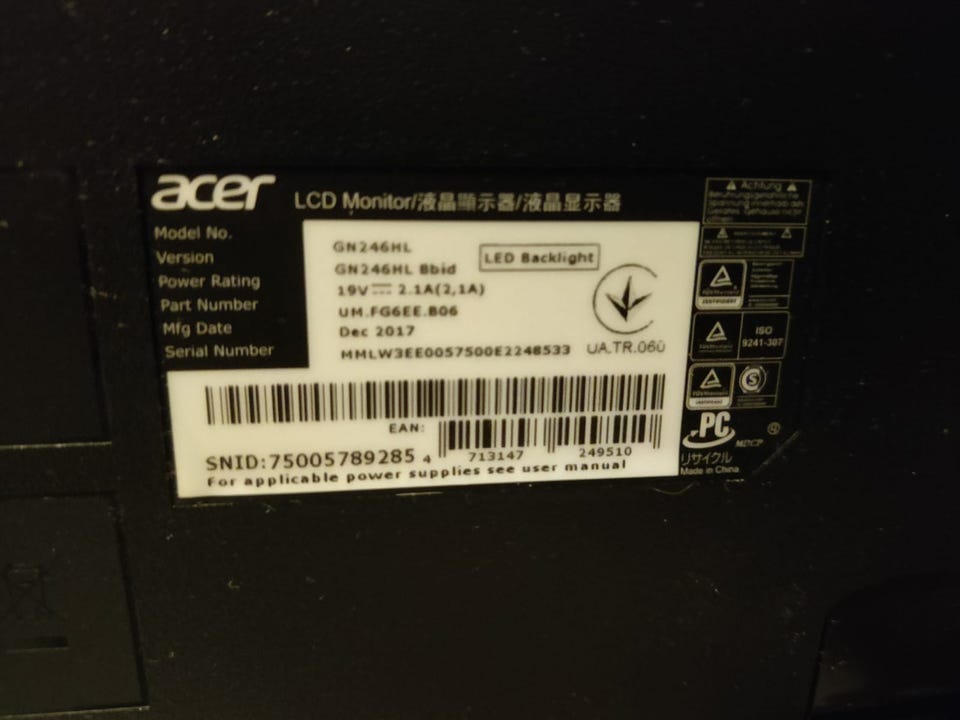 acer LCD Monitor/液晶顯示器/液晶显示器
Model No. GN246HL
LED Backlight
Version GN246HL Bbid
Power Rating 19V⎓ 2.1A(2,1A)
Part Number UM.FG6EE.B06
Mfg Date Dec 2017
Serial Number MMLW3EE0057500E2248533
UA.TR.060
EAN:
4 713147 249510
SNID:75005789285
For applicable power supplies see user manual
Achtung
ISO
9241-307
PC
リサイクル
Made in China